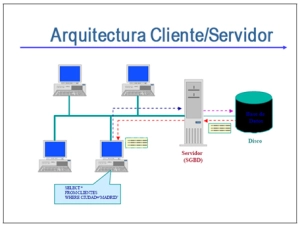 Arquitectura Cliente/Servidor
Servidor
(SGBD)
Disco
SELECT *
FROM CLIENTES
WHERE CIUDAD='MADRID'